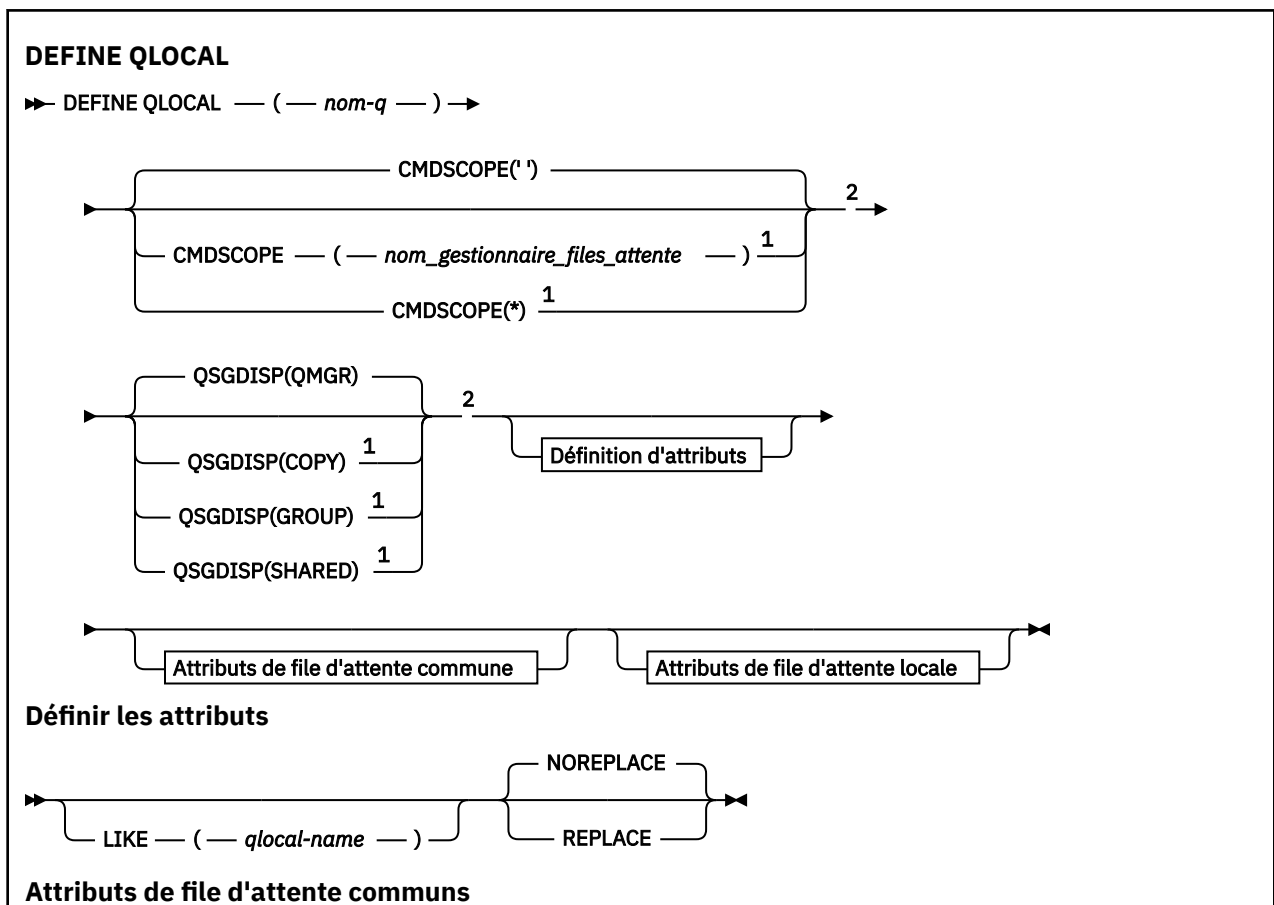 DEFINE QLOCAL
DEFINE QLOCAL ( nom-q )
CMDSCOPE(' ')
2
CMDSCOPE ( nom_gestionnaire_files_attente ) 1
CMDSCOPE(*) 1
QSGDISP(QMGR)
2
QSGDISP(COPY) 1
Définition d'attributs
QSGDISP(GROUP) 1
QSGDISP(SHARED) 1
Attributs de file d'attente commune
Attributs de file d'attente locale
Définir les attributs
NOREPLACE
LIKE ( qlocal-name )
REPLACE
Attributs de file d'attente communs